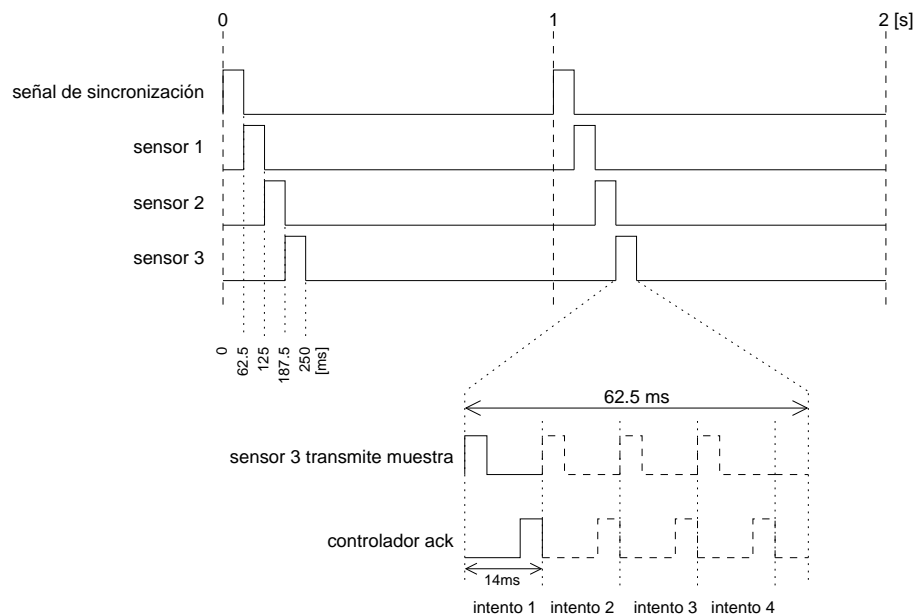 0 1 2 [s]
señal de sincronización
sensor 1
sensor 2
sensor 3
0
62.5
125
187.5
250
[ms]
62.5 ms
sensor 3 transmite muestra
controlador ack
14ms
intento 1 intento 2 intento 3 intento 4